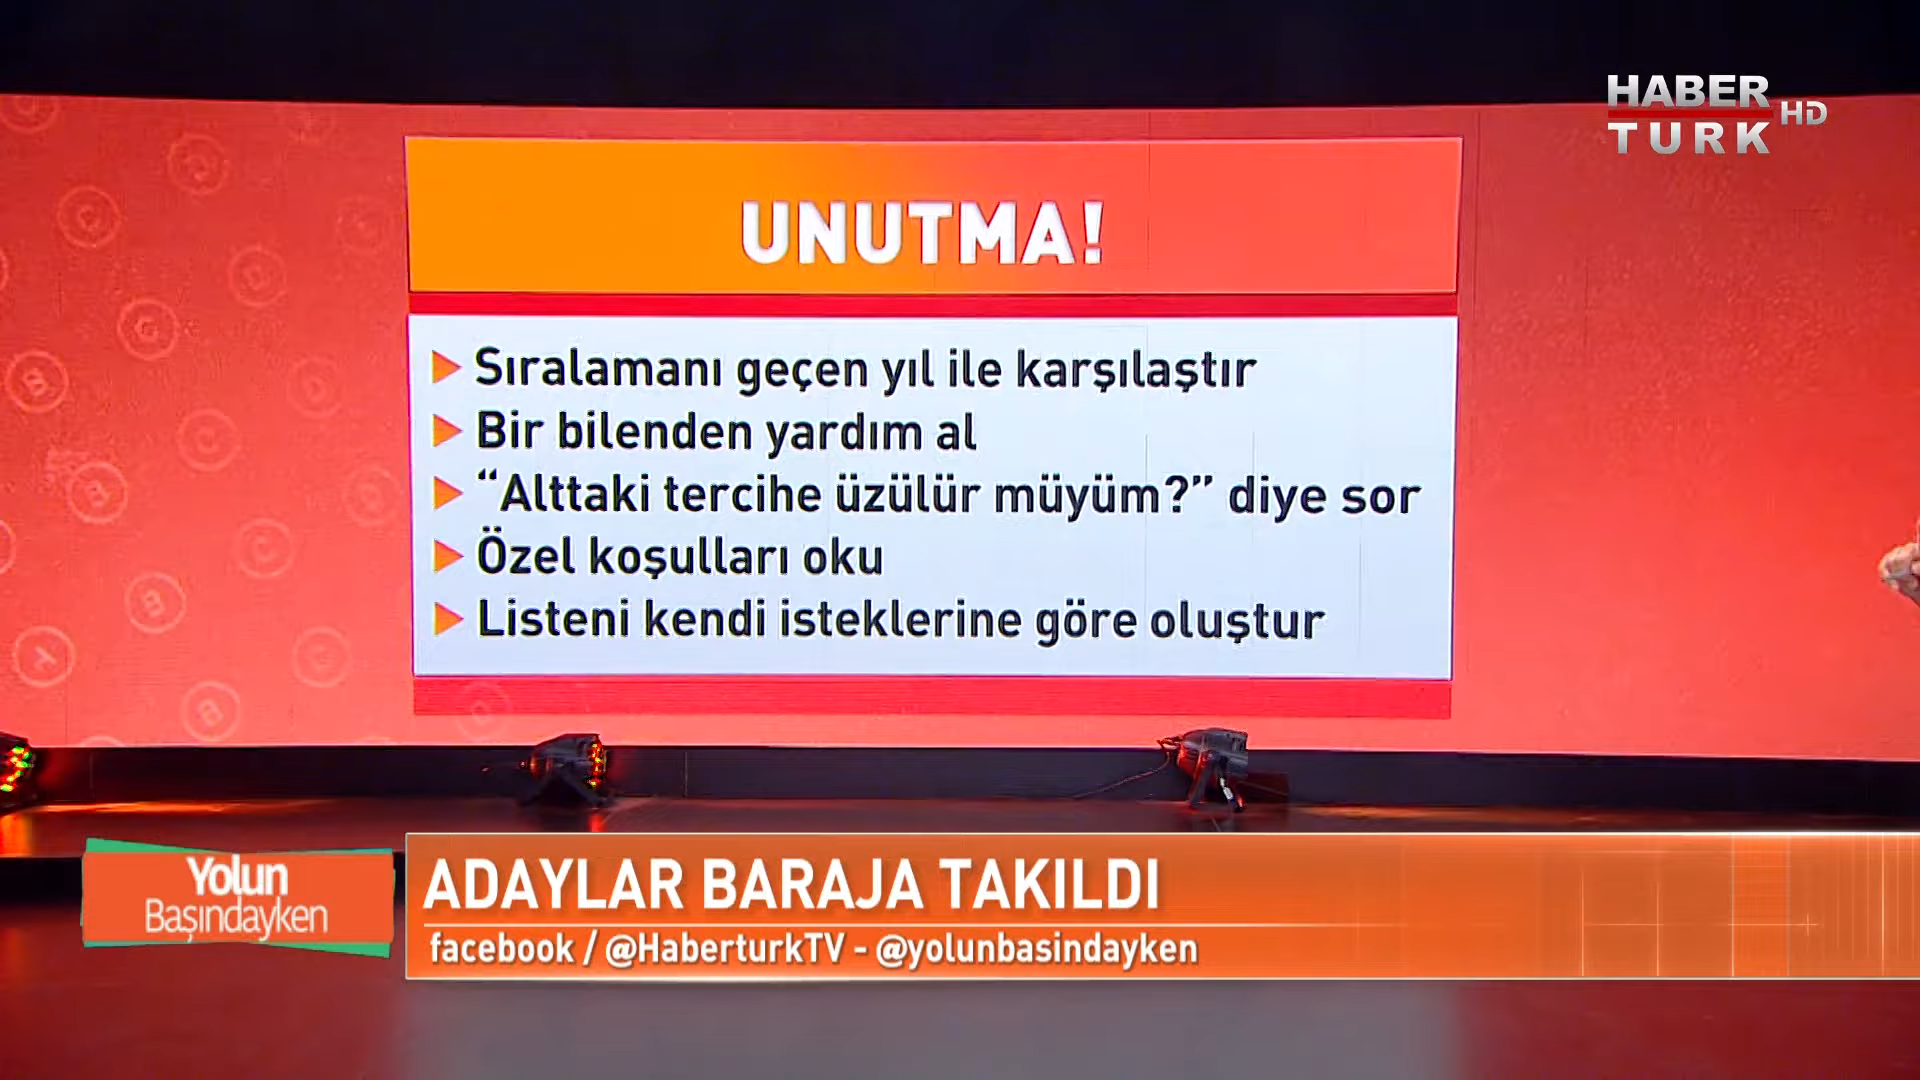 HABER
TURK HD
UNUTMA!
Sıralamanı geçen yıl ile karşılaştır
Bir bilenden yardım al
“Alttaki tercihe üzülür müyüm?” diye sor
Özel koşulları oku
Listeni kendi isteklerine göre oluştur
Yolun
Başındayken
ADAYLAR BARAJA TAKILDI
facebook / @HaberturkTV - @yolunbasindayken